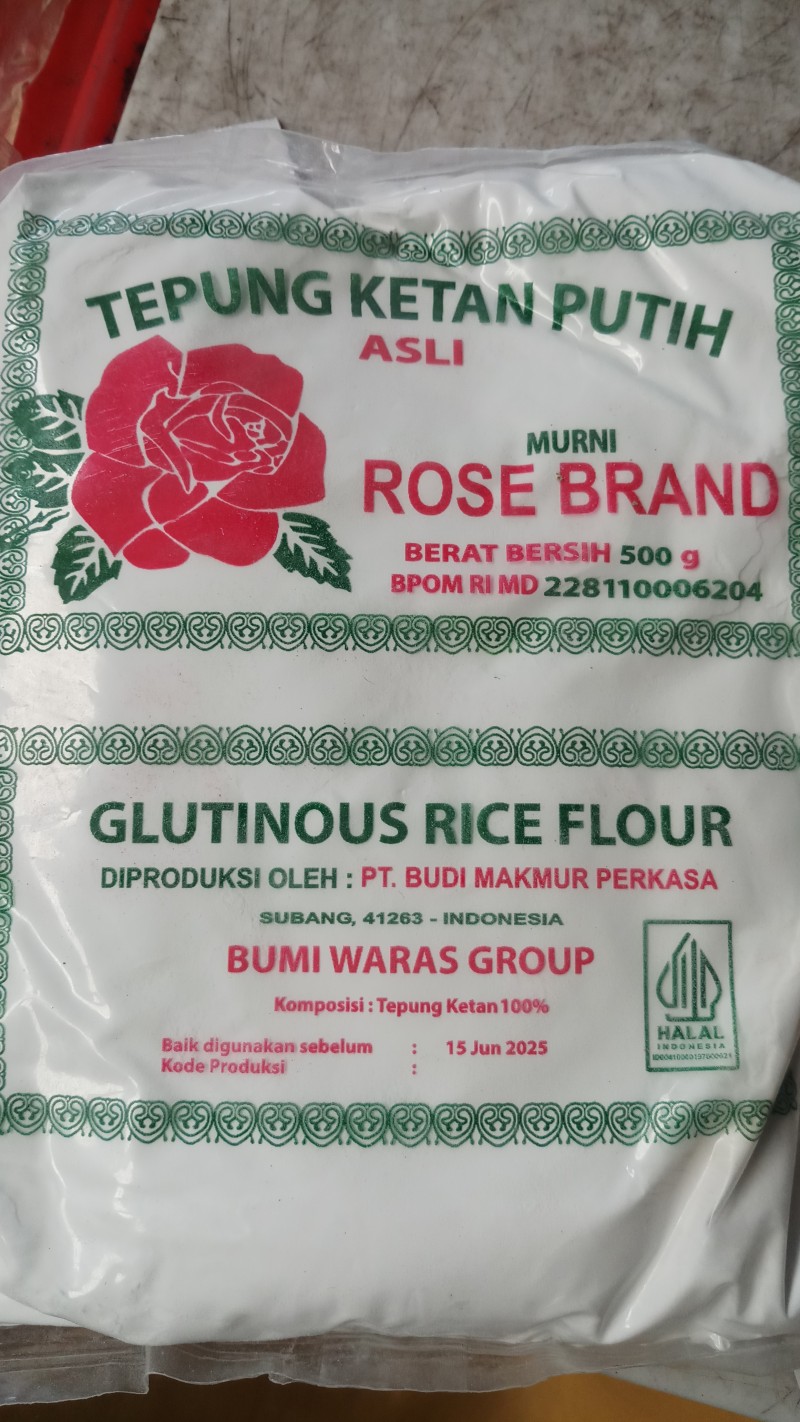 TEPUNG KETAN PUTIH
ASLI
MURNI
ROSE BRAND
BERAT BERSIH 500 g
BPOM RI MD 228110006204
GLUTINOUS RICE FLOUR
DIPRODUKSI OLEH : PT. BUDI MAKMUR PERKASA
SUBANG, 41263 - INDONESIA
BUMI WARAS GROUP
Komposisi : Tepung Ketan 100%
Baik digunakan sebelum : 15 Jun 2025
Kode Produksi :
HALAL
INDONESIA